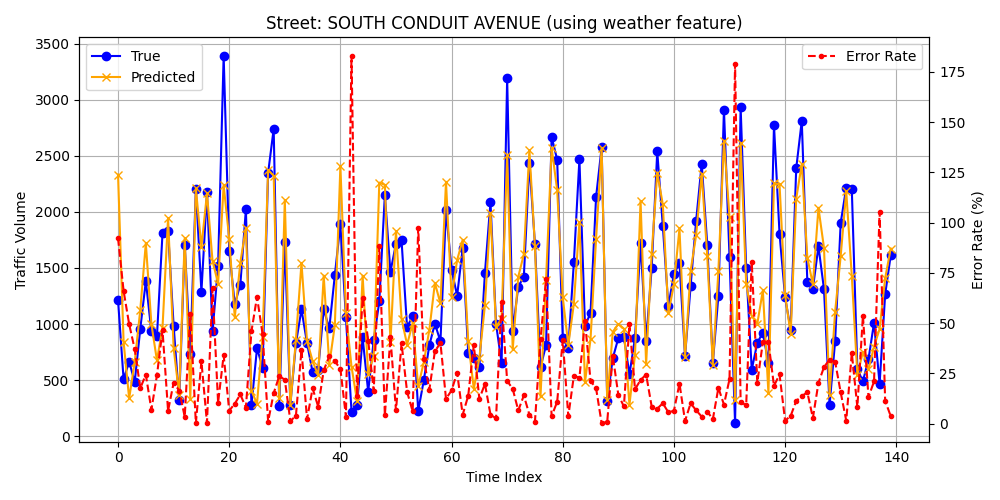 Street: SOUTH CONDUIT AVENUE (using weather feature)
True
Predicted
Error Rate
3500
3000
2500
2000
1500
1000
500
0
Traffic Volume
175
150
125
100
75
50
25
0
Error Rate (%)
0 20 40 60 80 100 120 140
Time Index